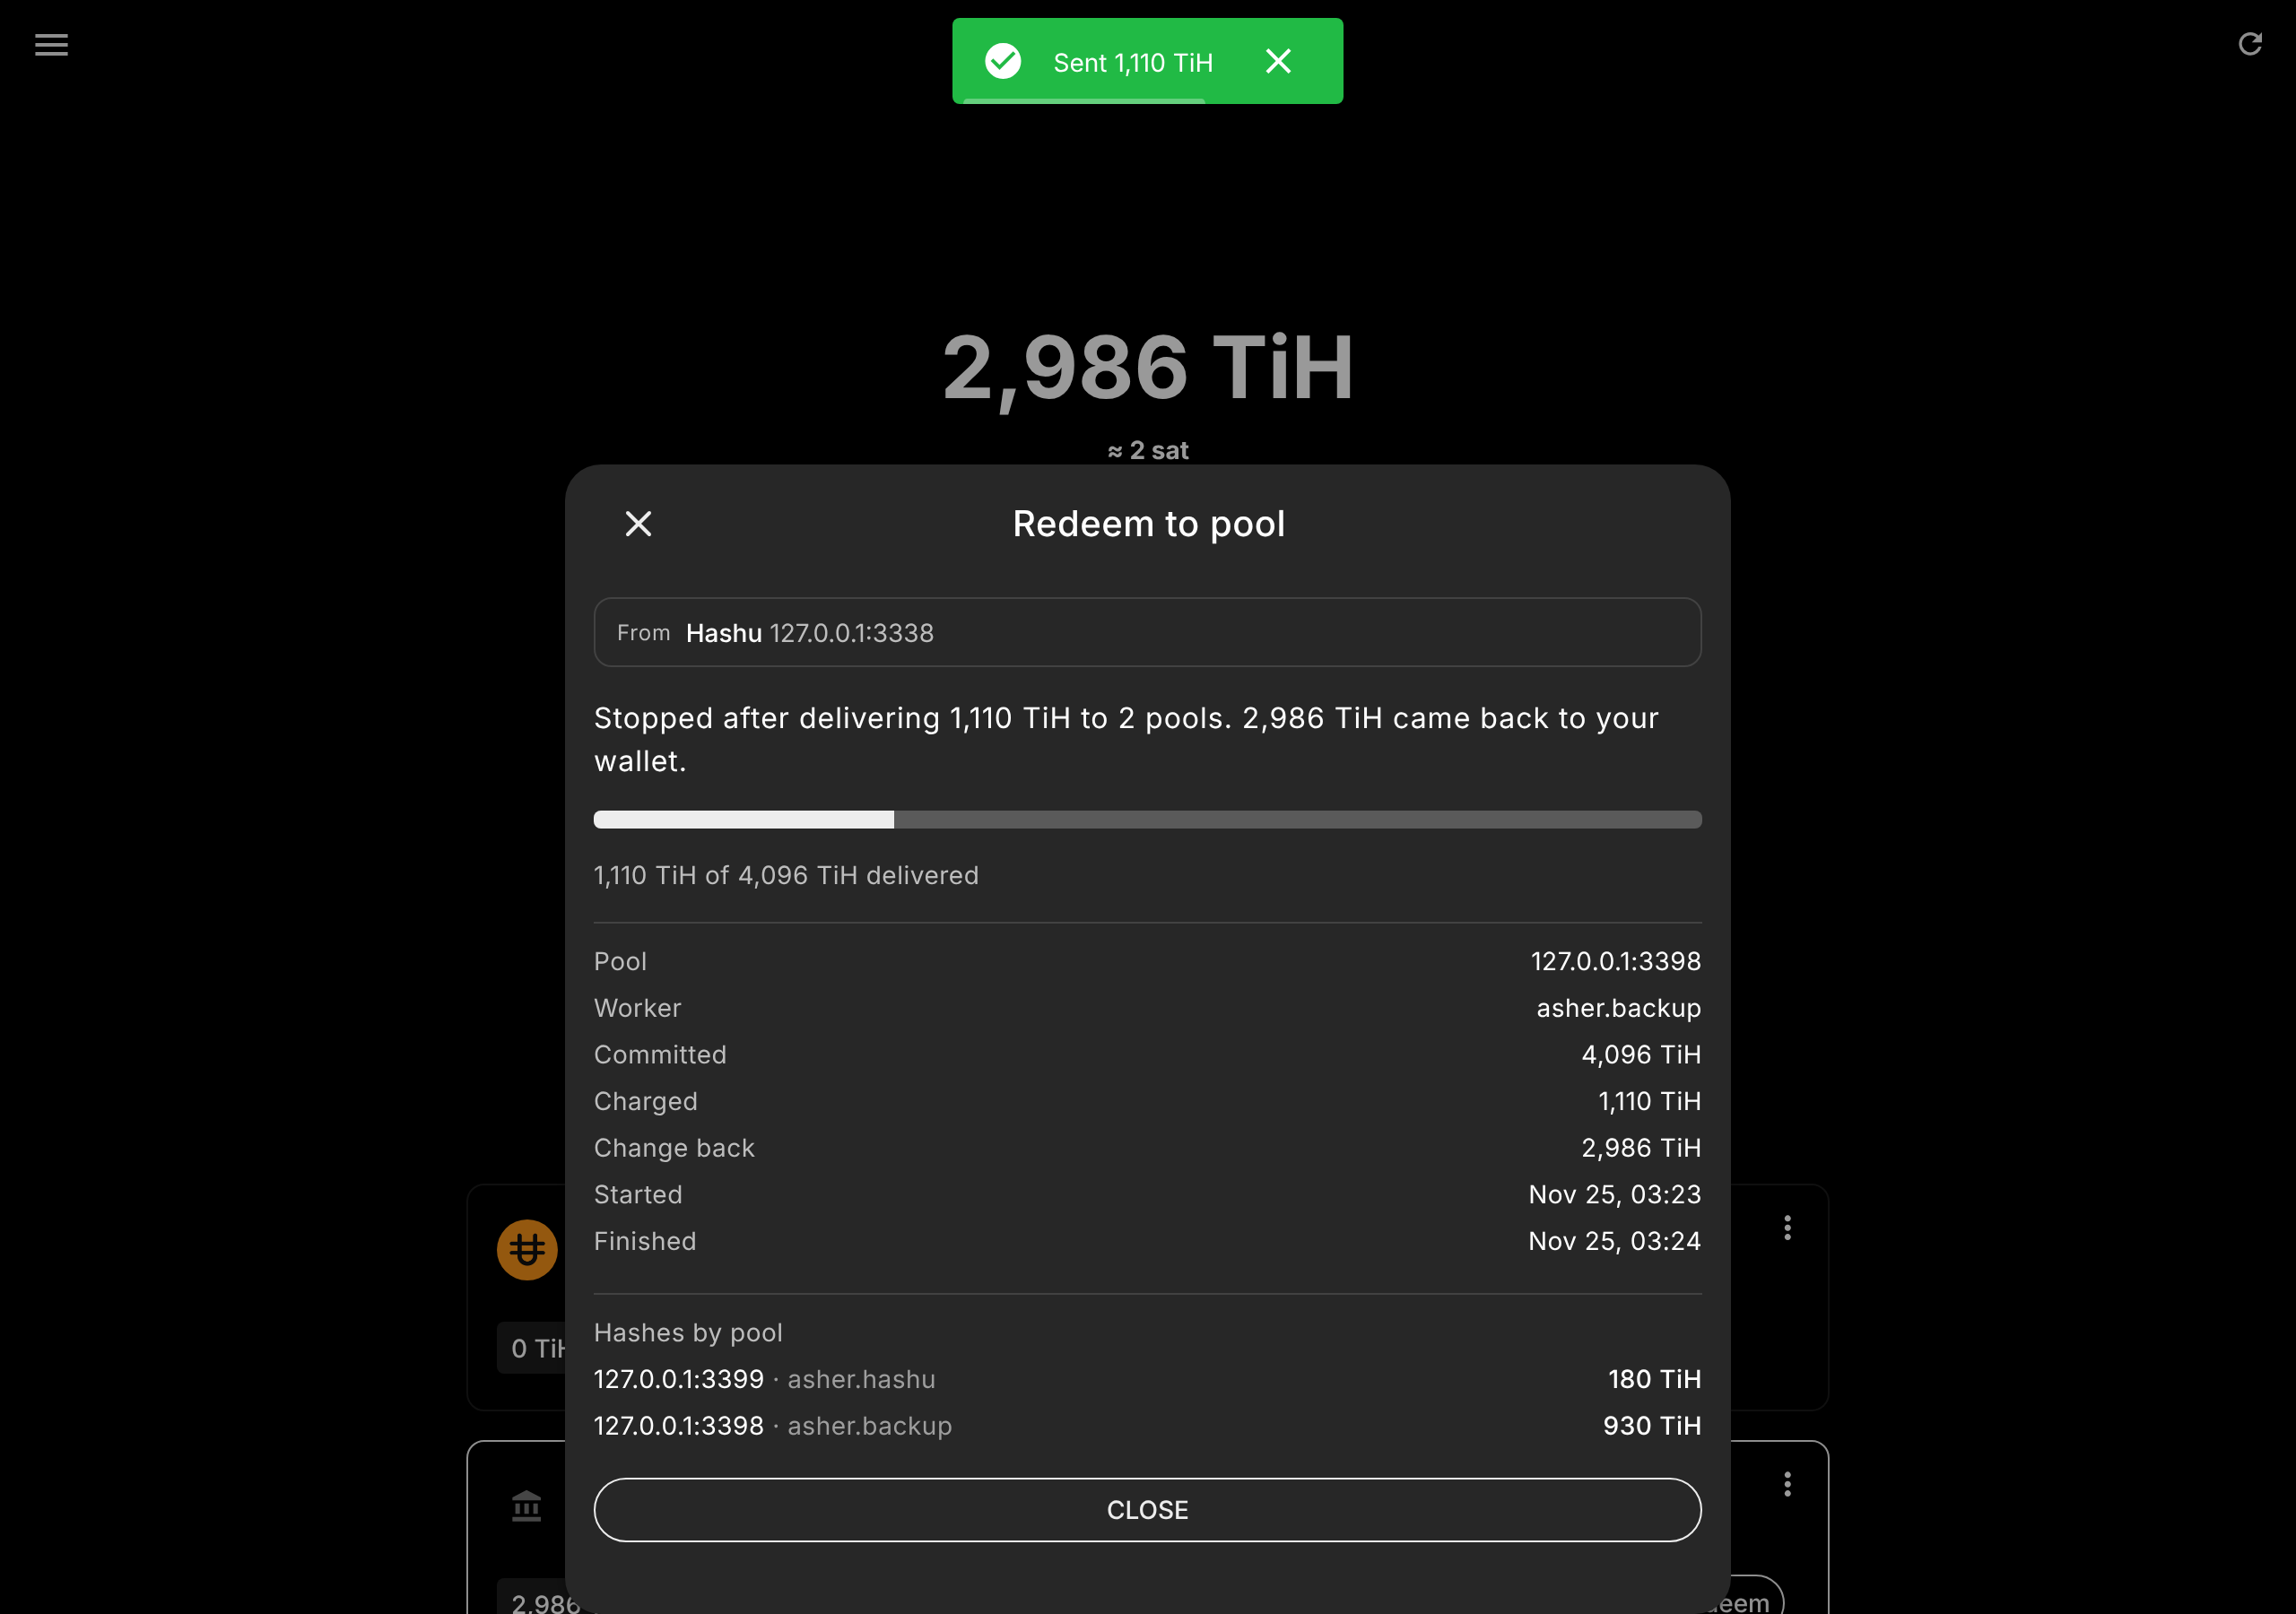 Sent 1,110 TiH
2,986 TiH
≈ 2 sat
Redeem to pool
From Hashu 127.0.0.1:3338
Stopped after delivering 1,110 TiH to 2 pools. 2,986 TiH came back to your
wallet.
1,110 TiH of 4,096 TiH delivered
Pool 127.0.0.1:3398
Worker asher.backup
Committed 4,096 TiH
Charged 1,110 TiH
Change back 2,986 TiH
Started Nov 25, 03:23
Finished Nov 25, 03:24
0 TiH
Hashes by pool
127.0.0.1:3399 · asher.hashu 180 TiH
127.0.0.1:3398 · asher.backup 930 TiH
CLOSE
2,986